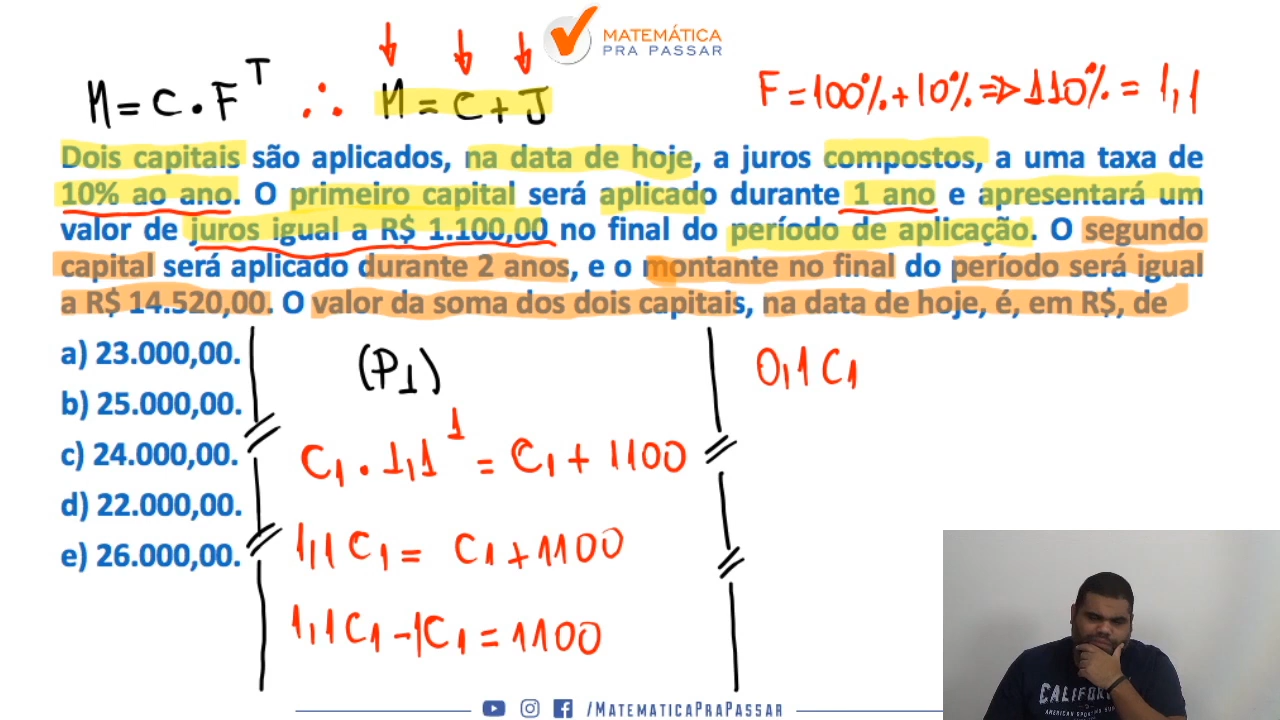 MATEMÁTICA
PRA PASSAR
M = C . F^T ∴ M = C + J
F = 100% + 10% => 110% = 1,1
Dois capitais são aplicados, na data de hoje, a juros compostos, a uma taxa de
10% ao ano. O primeiro capital será aplicado durante 1 ano e apresentará um
valor de juros igual a R$ 1.100,00 no final do período de aplicação. O segundo
capital será aplicado durante 2 anos, e o montante no final do período será igual
a R$ 14.520,00. O valor da soma dos dois capitais, na data de hoje, é, em R$, de
a) 23.000,00.
b) 25.000,00.
c) 24.000,00.
d) 22.000,00.
e) 26.000,00.
(P1)
C1 . 1,1^1 = C1 + 1100
1,1 C1 = C1 + 1100
1,1 C1 - 1C1 = 1100
0,1 C1
CALIFOR
AMERICAN SPORTING SUP
/MATEMATICAPRAPASSAR